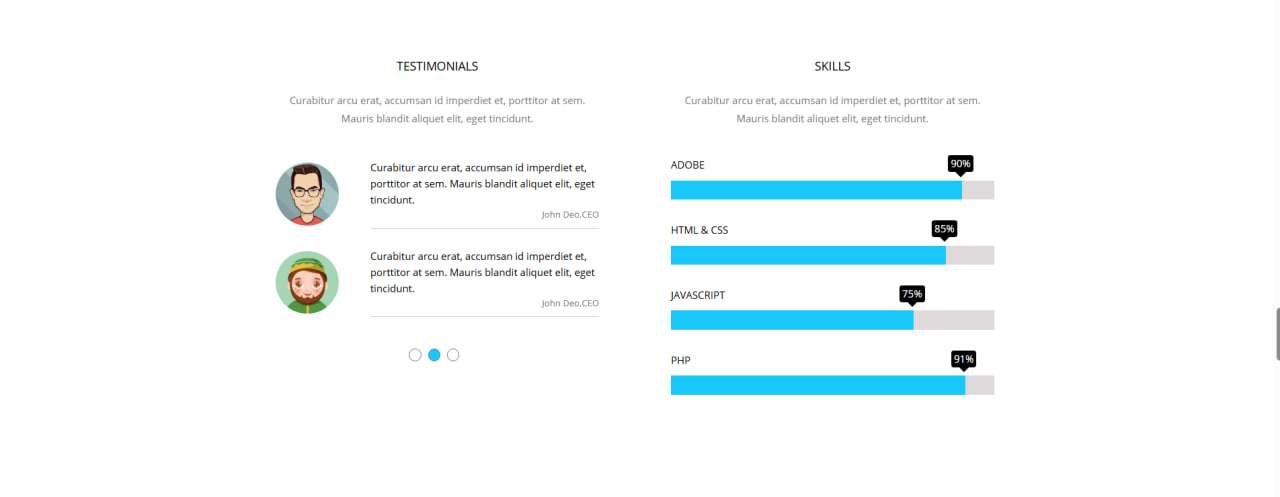 TESTIMONIALS
Curabitur arcu erat, accumsan id imperdiet et, porttitor at sem.
Mauris blandit aliquet elit, eget tincidunt.
Curabitur arcu erat, accumsan id imperdiet et,
porttitor at sem. Mauris blandit aliquet elit, eget
tincidunt.
John Deo,CEO
Curabitur arcu erat, accumsan id imperdiet et,
porttitor at sem. Mauris blandit aliquet elit, eget
tincidunt.
John Deo,CEO
SKILLS
Curabitur arcu erat, accumsan id imperdiet et, porttitor at sem.
Mauris blandit aliquet elit, eget tincidunt.
ADOBE
90%
HTML & CSS
85%
JAVASCRIPT
75%
PHP
91%